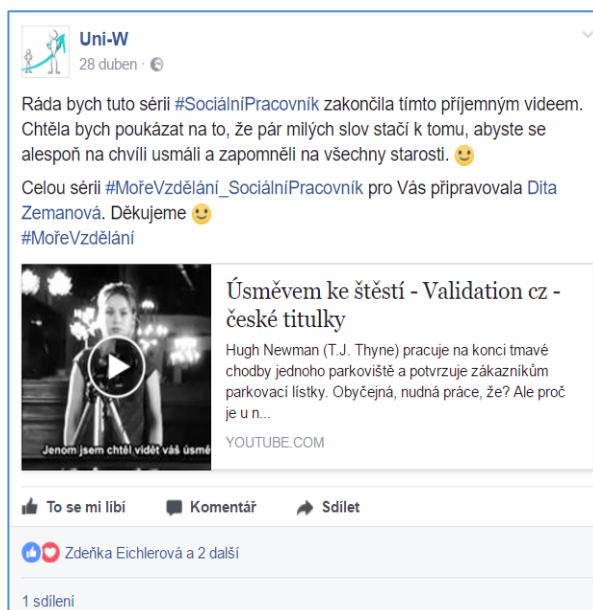 Uni-W
28 duben ·
Ráda bych tuto sérii #SociálníPracovník zakončila tímto příjemným videem.
Chtěla bych poukázat na to, že pár milých slov stačí k tomu, abyste se
alespoň na chvíli usmáli a zapomněli na všechny starosti.
Celou sérii #MořeVzdělání_SociálníPracovník pro Vás připravovala Dita
Zemanová. Děkujeme
#MořeVzdělání
Úsměvem ke štěstí - Validation cz -
české titulky
Hugh Newman (T.J. Thyne) pracuje na konci tmavé
chodby jednoho parkoviště a potvrzuje zákazníkům
parkovací lístky. Obyčejná, nudná práce, že? Ale proč
je u n...
YOUTUBE.COM
Jenom jsem chtěl vidět váš úsmě
To se mi líbí Komentář Sdílet
Zdeňka Eichlerová a 2 další
1 sdílení